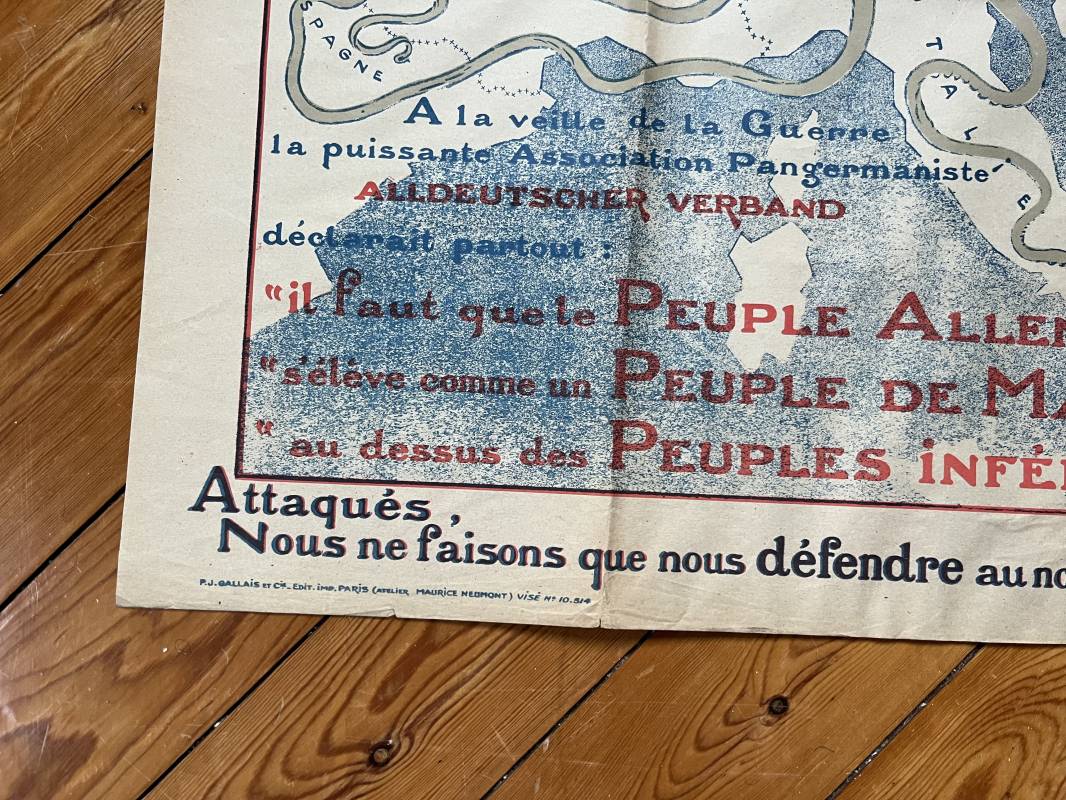 SPAGNE
TALIE
A la veille de la Guerre
la puissante Association Pangermaniste
ALLDEUTSCHER VERBAND
déclarait partout :
"il faut que le PEUPLE ALLEM
"s'élève comme un PEUPLE DE MA
" au dessus des PEUPLES iNFÉ
Attaqués,
Nous ne faisons que nous défendre au no
P.J. GALLAIS ET Cie. EDIT. IMP. PARIS (ATELIER MAURICE NEUMONT) VISÉ No 10.514